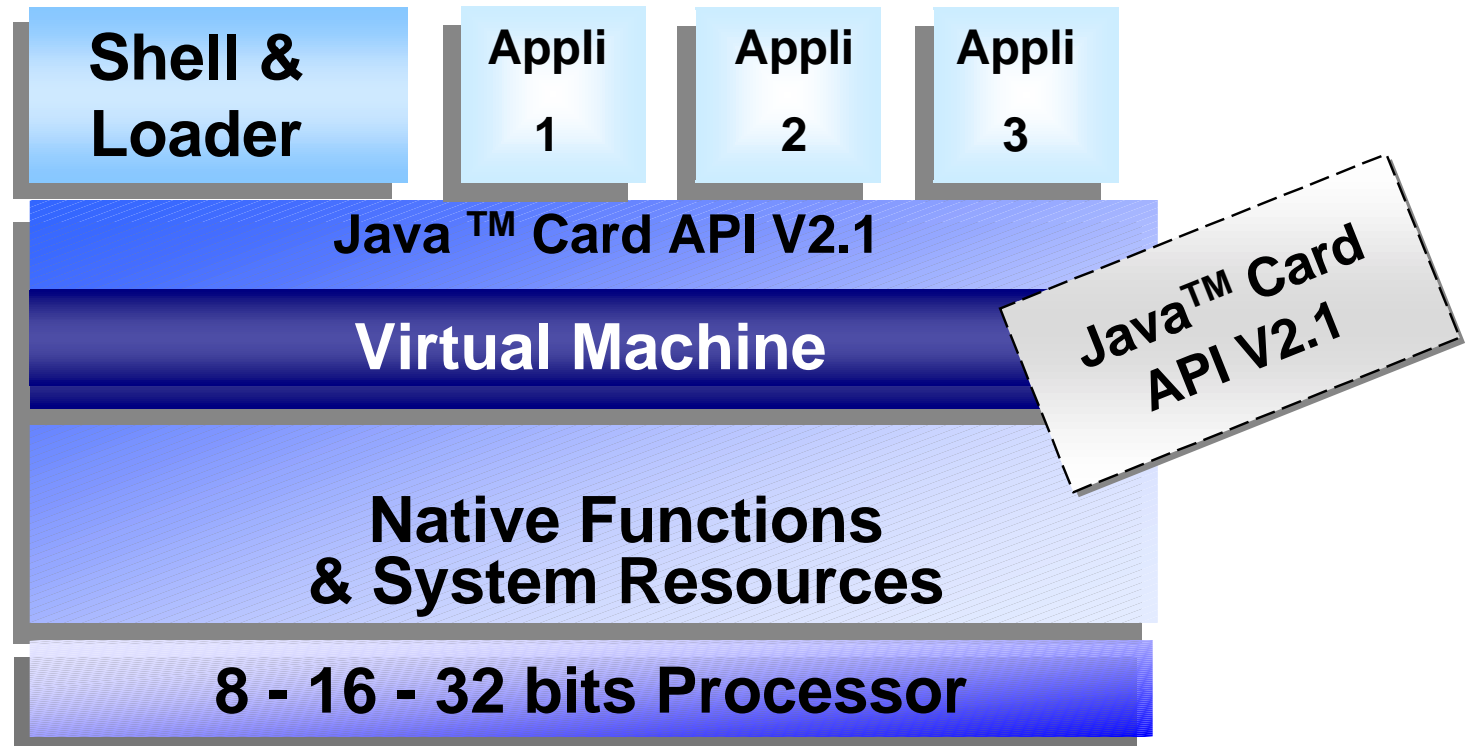 Shell &
Loader
Appli
1
Appli
2
Appli
3
Java ™ Card API V2.1
Virtual Machine
Java™ Card
API V2.1
Native Functions
& System Resources
8 - 16 - 32 bits Processor